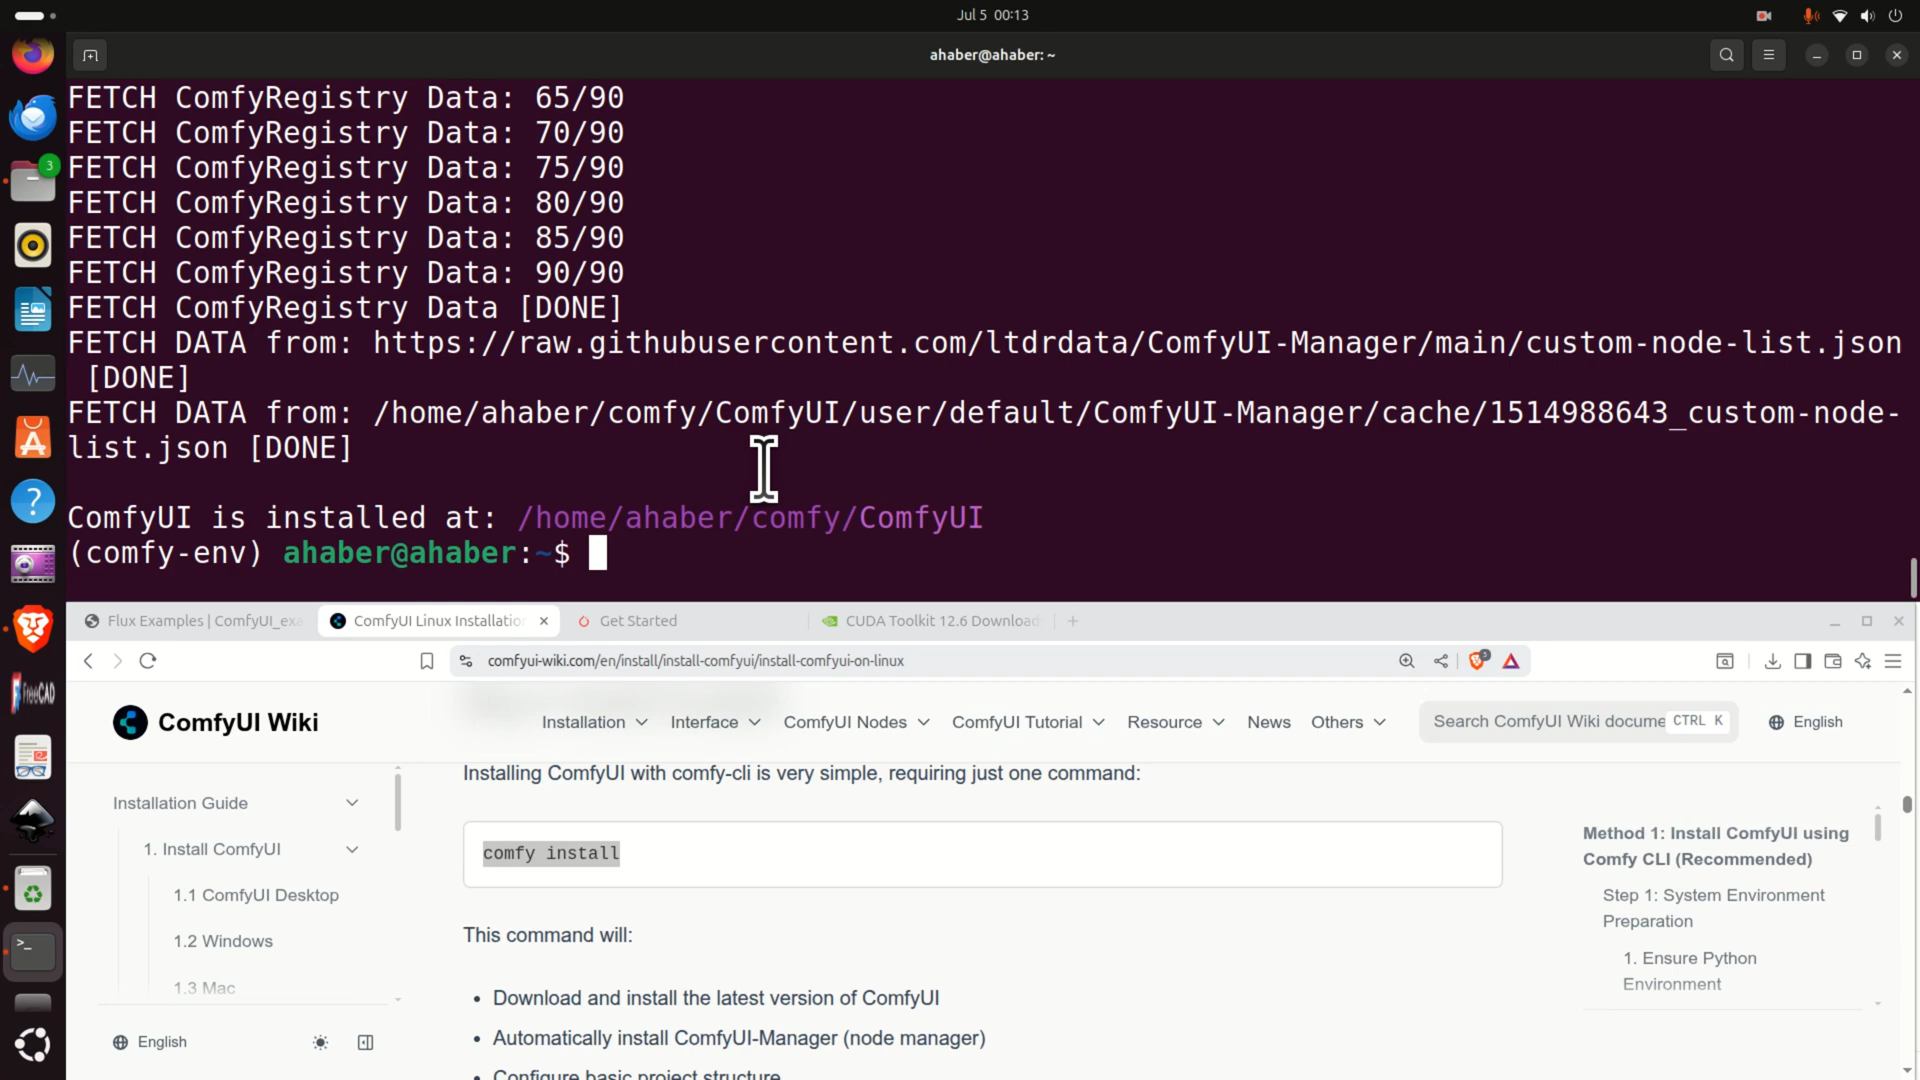 Jul 5 00:13
ahaber@ahaber: ~
3
FETCH ComfyRegistry Data: 65/90
FETCH ComfyRegistry Data: 70/90
FETCH ComfyRegistry Data: 75/90
FETCH ComfyRegistry Data: 80/90
FETCH ComfyRegistry Data: 85/90
FETCH ComfyRegistry Data: 90/90
FETCH ComfyRegistry Data [DONE]
FETCH DATA from: https://raw.githubusercontent.com/ltdrdata/ComfyUI-Manager/main/custom-node-list.json
[DONE]
FETCH DATA from: /home/ahaber/comfy/ComfyUI/user/default/ComfyUI-Manager/cache/1514988643_custom-node-
list.json [DONE]
ComfyUI is installed at: /home/ahaber/comfy/ComfyUI
(comfy-env) ahaber@ahaber:~$
FreeCAD
Flux Examples | ComfyUI_exa
ComfyUI Linux Installation
Get Started
CUDA Toolkit 12.6 Download
comfyui-wiki.com/en/install/install-comfyui/install-comfyui-on-linux
5
ComfyUI Wiki
Installation
Interface
ComfyUI Nodes
ComfyUI Tutorial
Resource
News
Others
Search ComfyUI Wiki docume
CTRL K
English
Installation Guide
1. Install ComfyUI
1.1 ComfyUI Desktop
1.2 Windows
1.3 Mac
English
Installing ComfyUI with comfy-cli is very simple, requiring just one command:
comfy install
This command will:
• Download and install the latest version of ComfyUI
• Automatically install ComfyUI-Manager (node manager)
• Configure basic project structure
Method 1: Install ComfyUI using
Comfy CLI (Recommended)
Step 1: System Environment
Preparation
1. Ensure Python
Environment